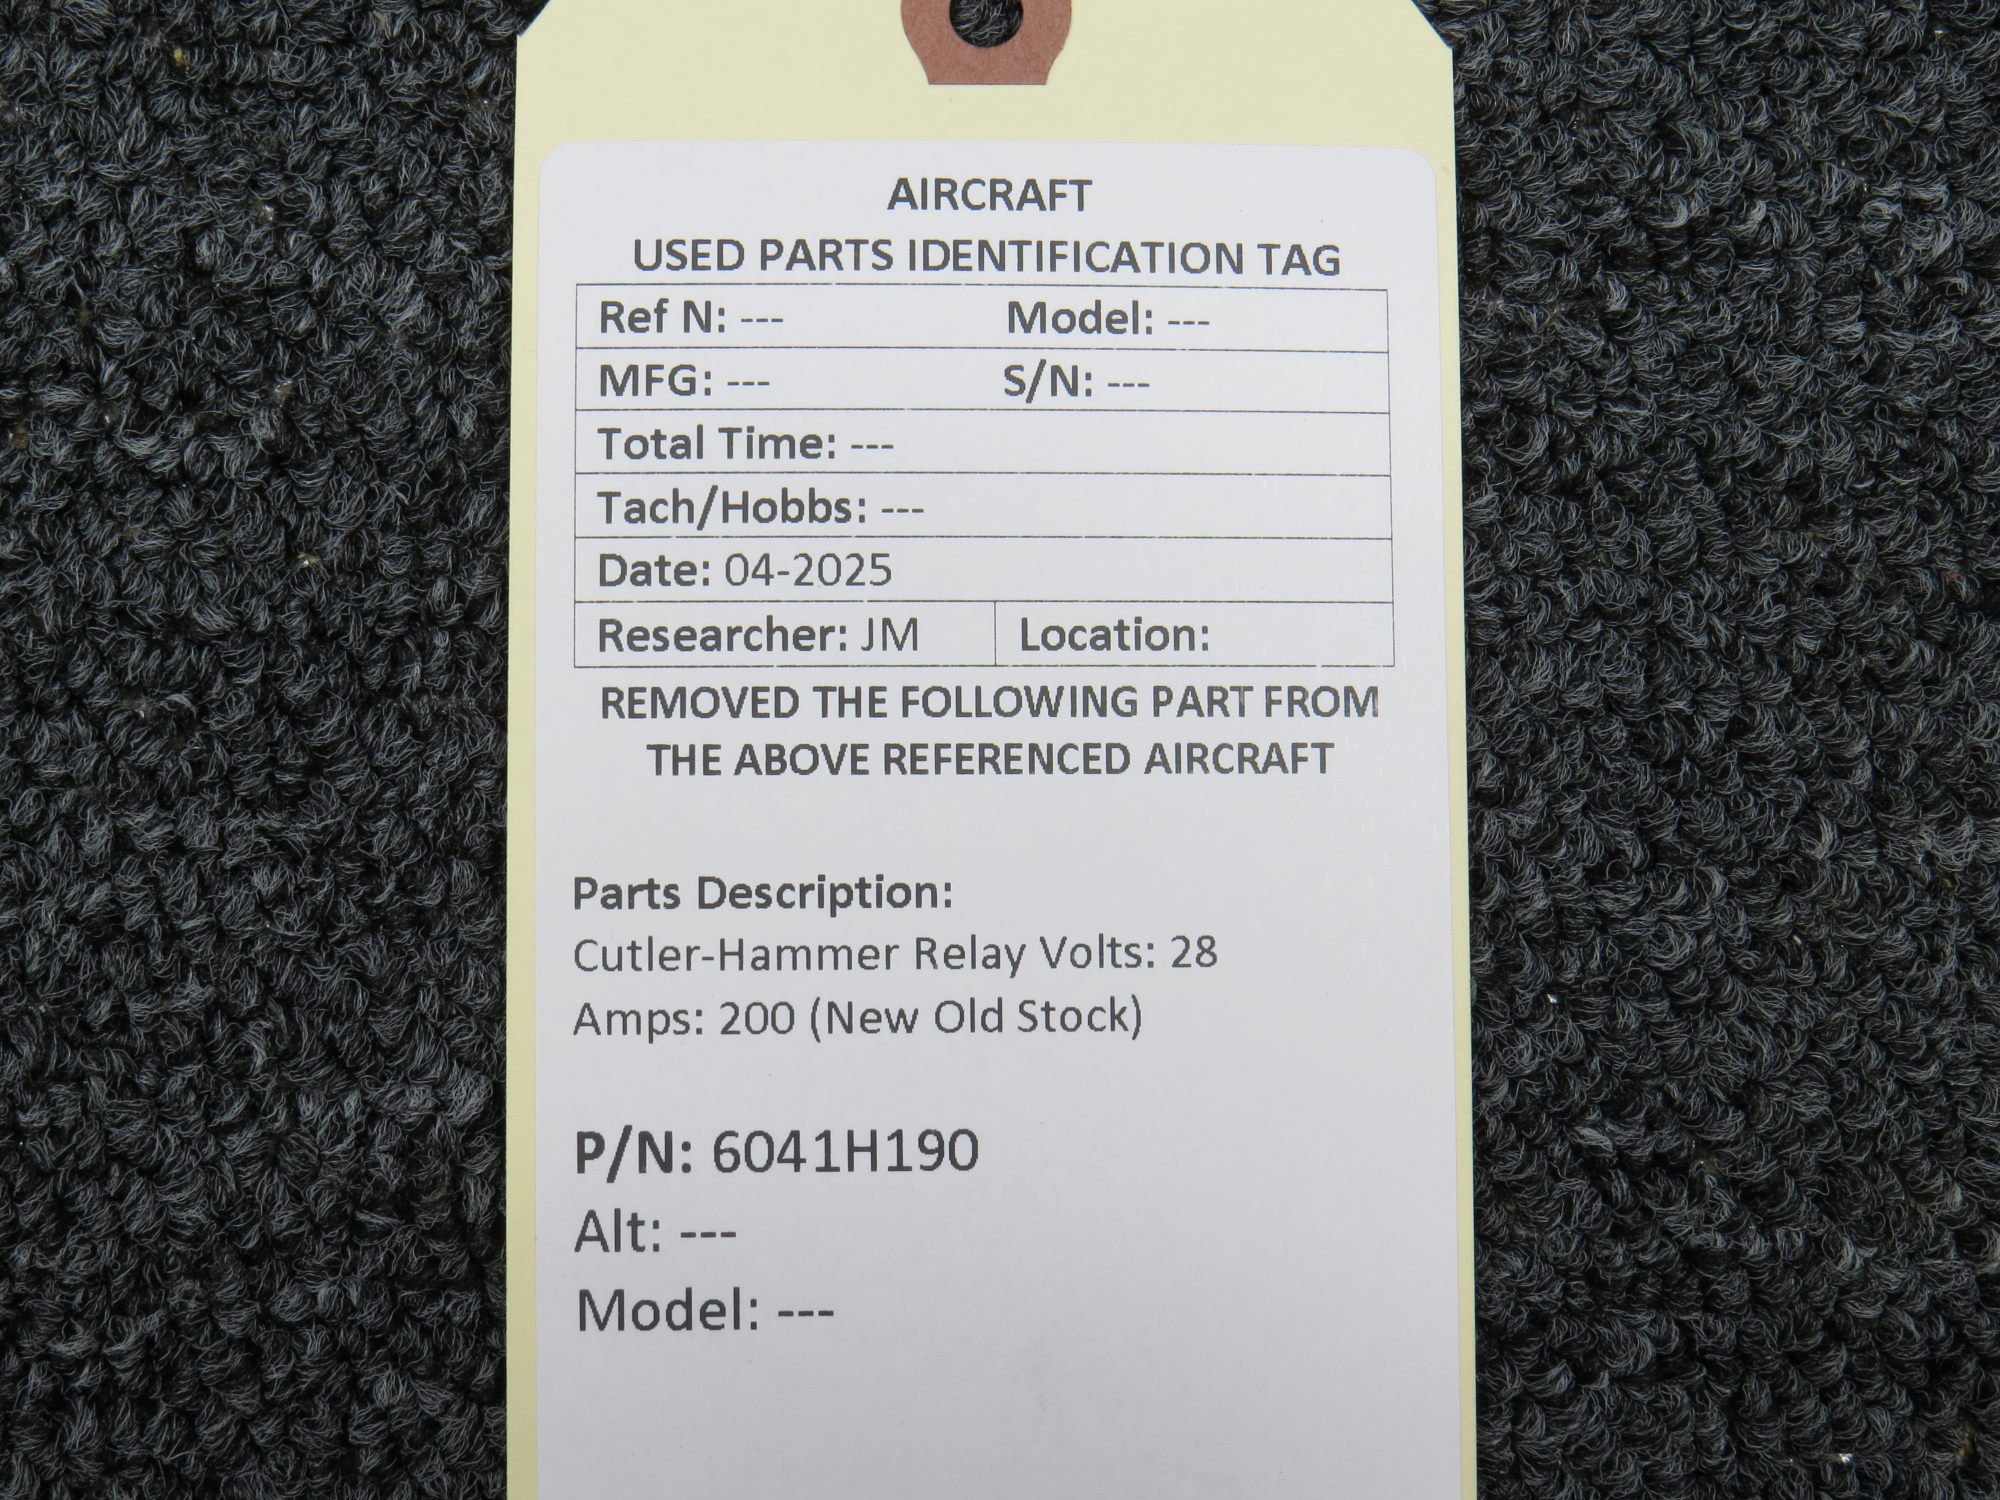 AIRCRAFT
USED PARTS IDENTIFICATION TAG
Ref N: --- Model: ---
MFG: --- S/N: ---
Total Time: ---
Tach/Hobbs: ---
Date: 04-2025
Researcher: JM Location:
REMOVED THE FOLLOWING PART FROM
THE ABOVE REFERENCED AIRCRAFT
Parts Description:
Cutler-Hammer Relay Volts: 28
Amps: 200 (New Old Stock)
P/N: 6041H190
Alt: ---
Model: ---